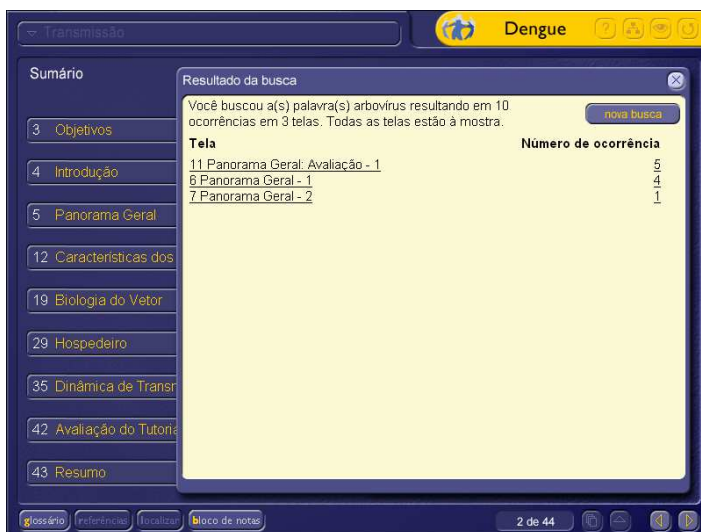 Transmissão
Dengue
?
Sumário
3 Objetivos
4 Introdução
5 Panorama Geral
12 Características dos
19 Biologia do Vetor
29 Hospedeiro
35 Dinâmica de Transm
42 Avaliação do Tutoria
43 Resumo
Resultado da busca
Você buscou a(s) palavra(s) arbovírus resultando em 10
ocorrências em 3 telas. Todas as telas estão à mostra.
nova busca
Tela Número de ocorrência
11 Panorama Geral: Avaliação - 1 5
6 Panorama Geral - 1 4
7 Panorama Geral - 2 1
glossário referências localizar bloco de notas 2 de 44